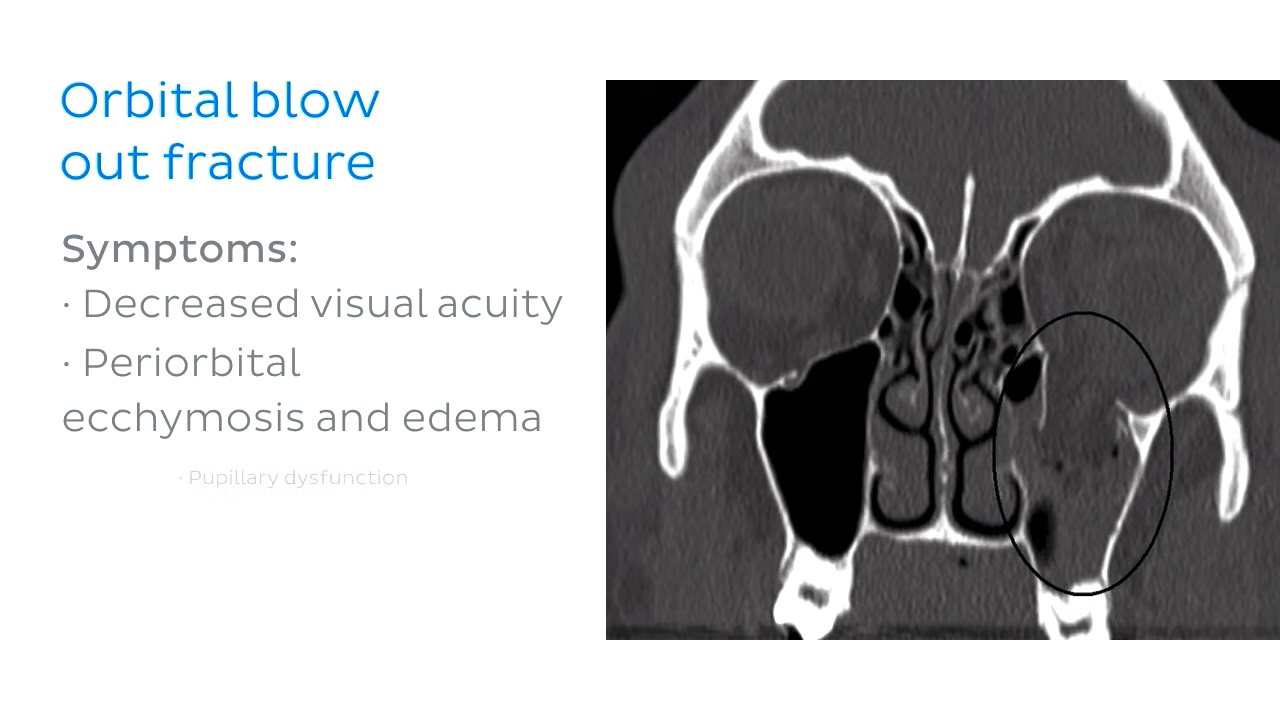 Orbital blow
out fracture
Symptoms:
· Decreased visual acuity
· Periorbital
ecchymosis and edema
· Pupillary dysfunction